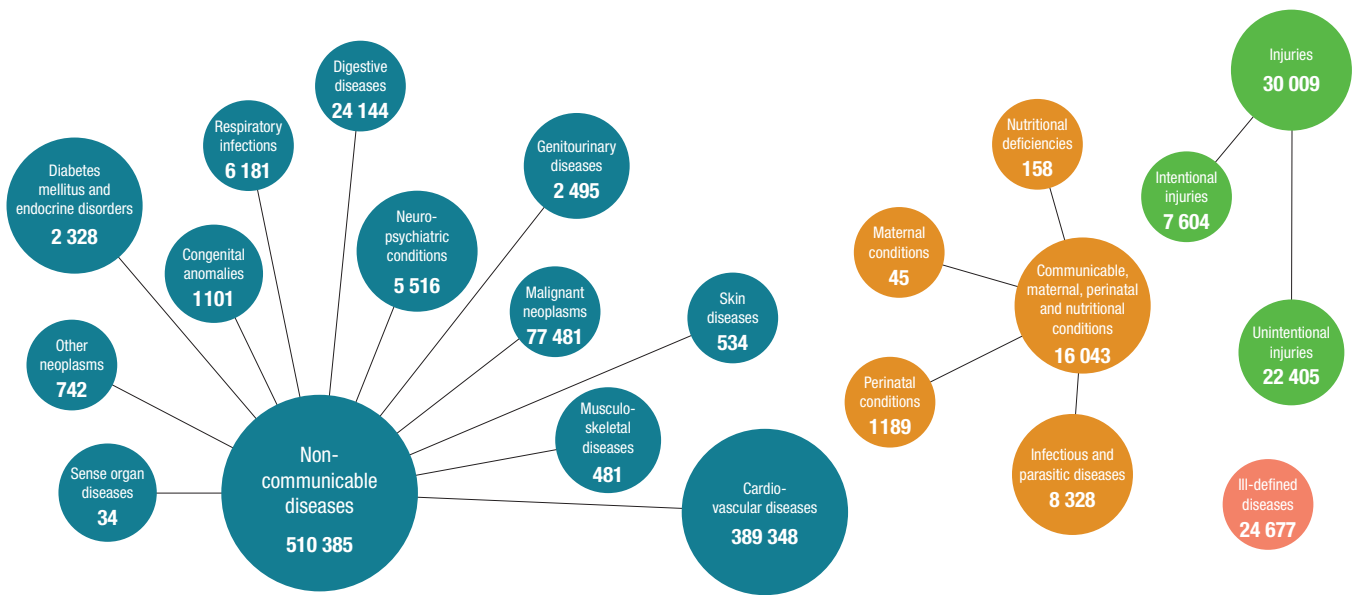 Digestive
diseases
24 144
Respiratory
infections
6 181
Genitourinary
diseases
2 495
Diabetes
mellitus and
endocrine disorders
2 328
Neuro-
psychiatric
conditions
5 516
Congenital
anomalies
1101
Malignant
neoplasms
77 481
Skin
diseases
534
Other
neoplasms
742
Musculo-
skeletal
diseases
481
Sense organ
diseases
34
Non-
communicable
diseases
510 385
Cardio-
vascular diseases
389 348
Nutritional
deficiencies
158
Maternal
conditions
45
Communicable,
maternal, perinatal
and nutritional
conditions
16 043
Perinatal
conditions
1189
Infectious and
parasitic diseases
8 328
Injuries
30 009
Intentional
injuries
7 604
Unintentional
injuries
22 405
Ill-defined
diseases
24 677